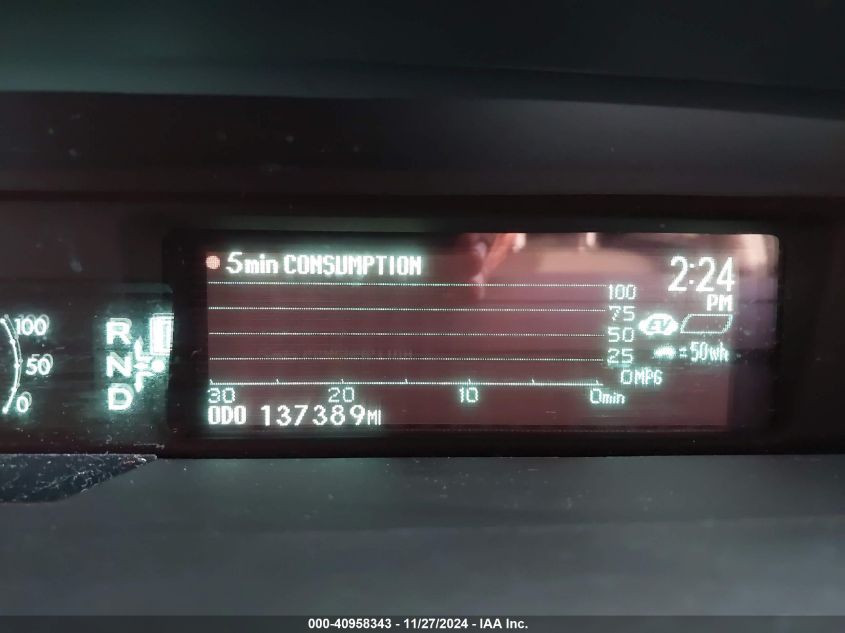 5min CONSUMPTION
2:24
PM
100
75
50
25
0MPG
EV
=50wh
30 20 10 0min
ODO 137389MI
100
50
0
R
N
D
000-40958343 - 11/27/2024 - IAA Inc.